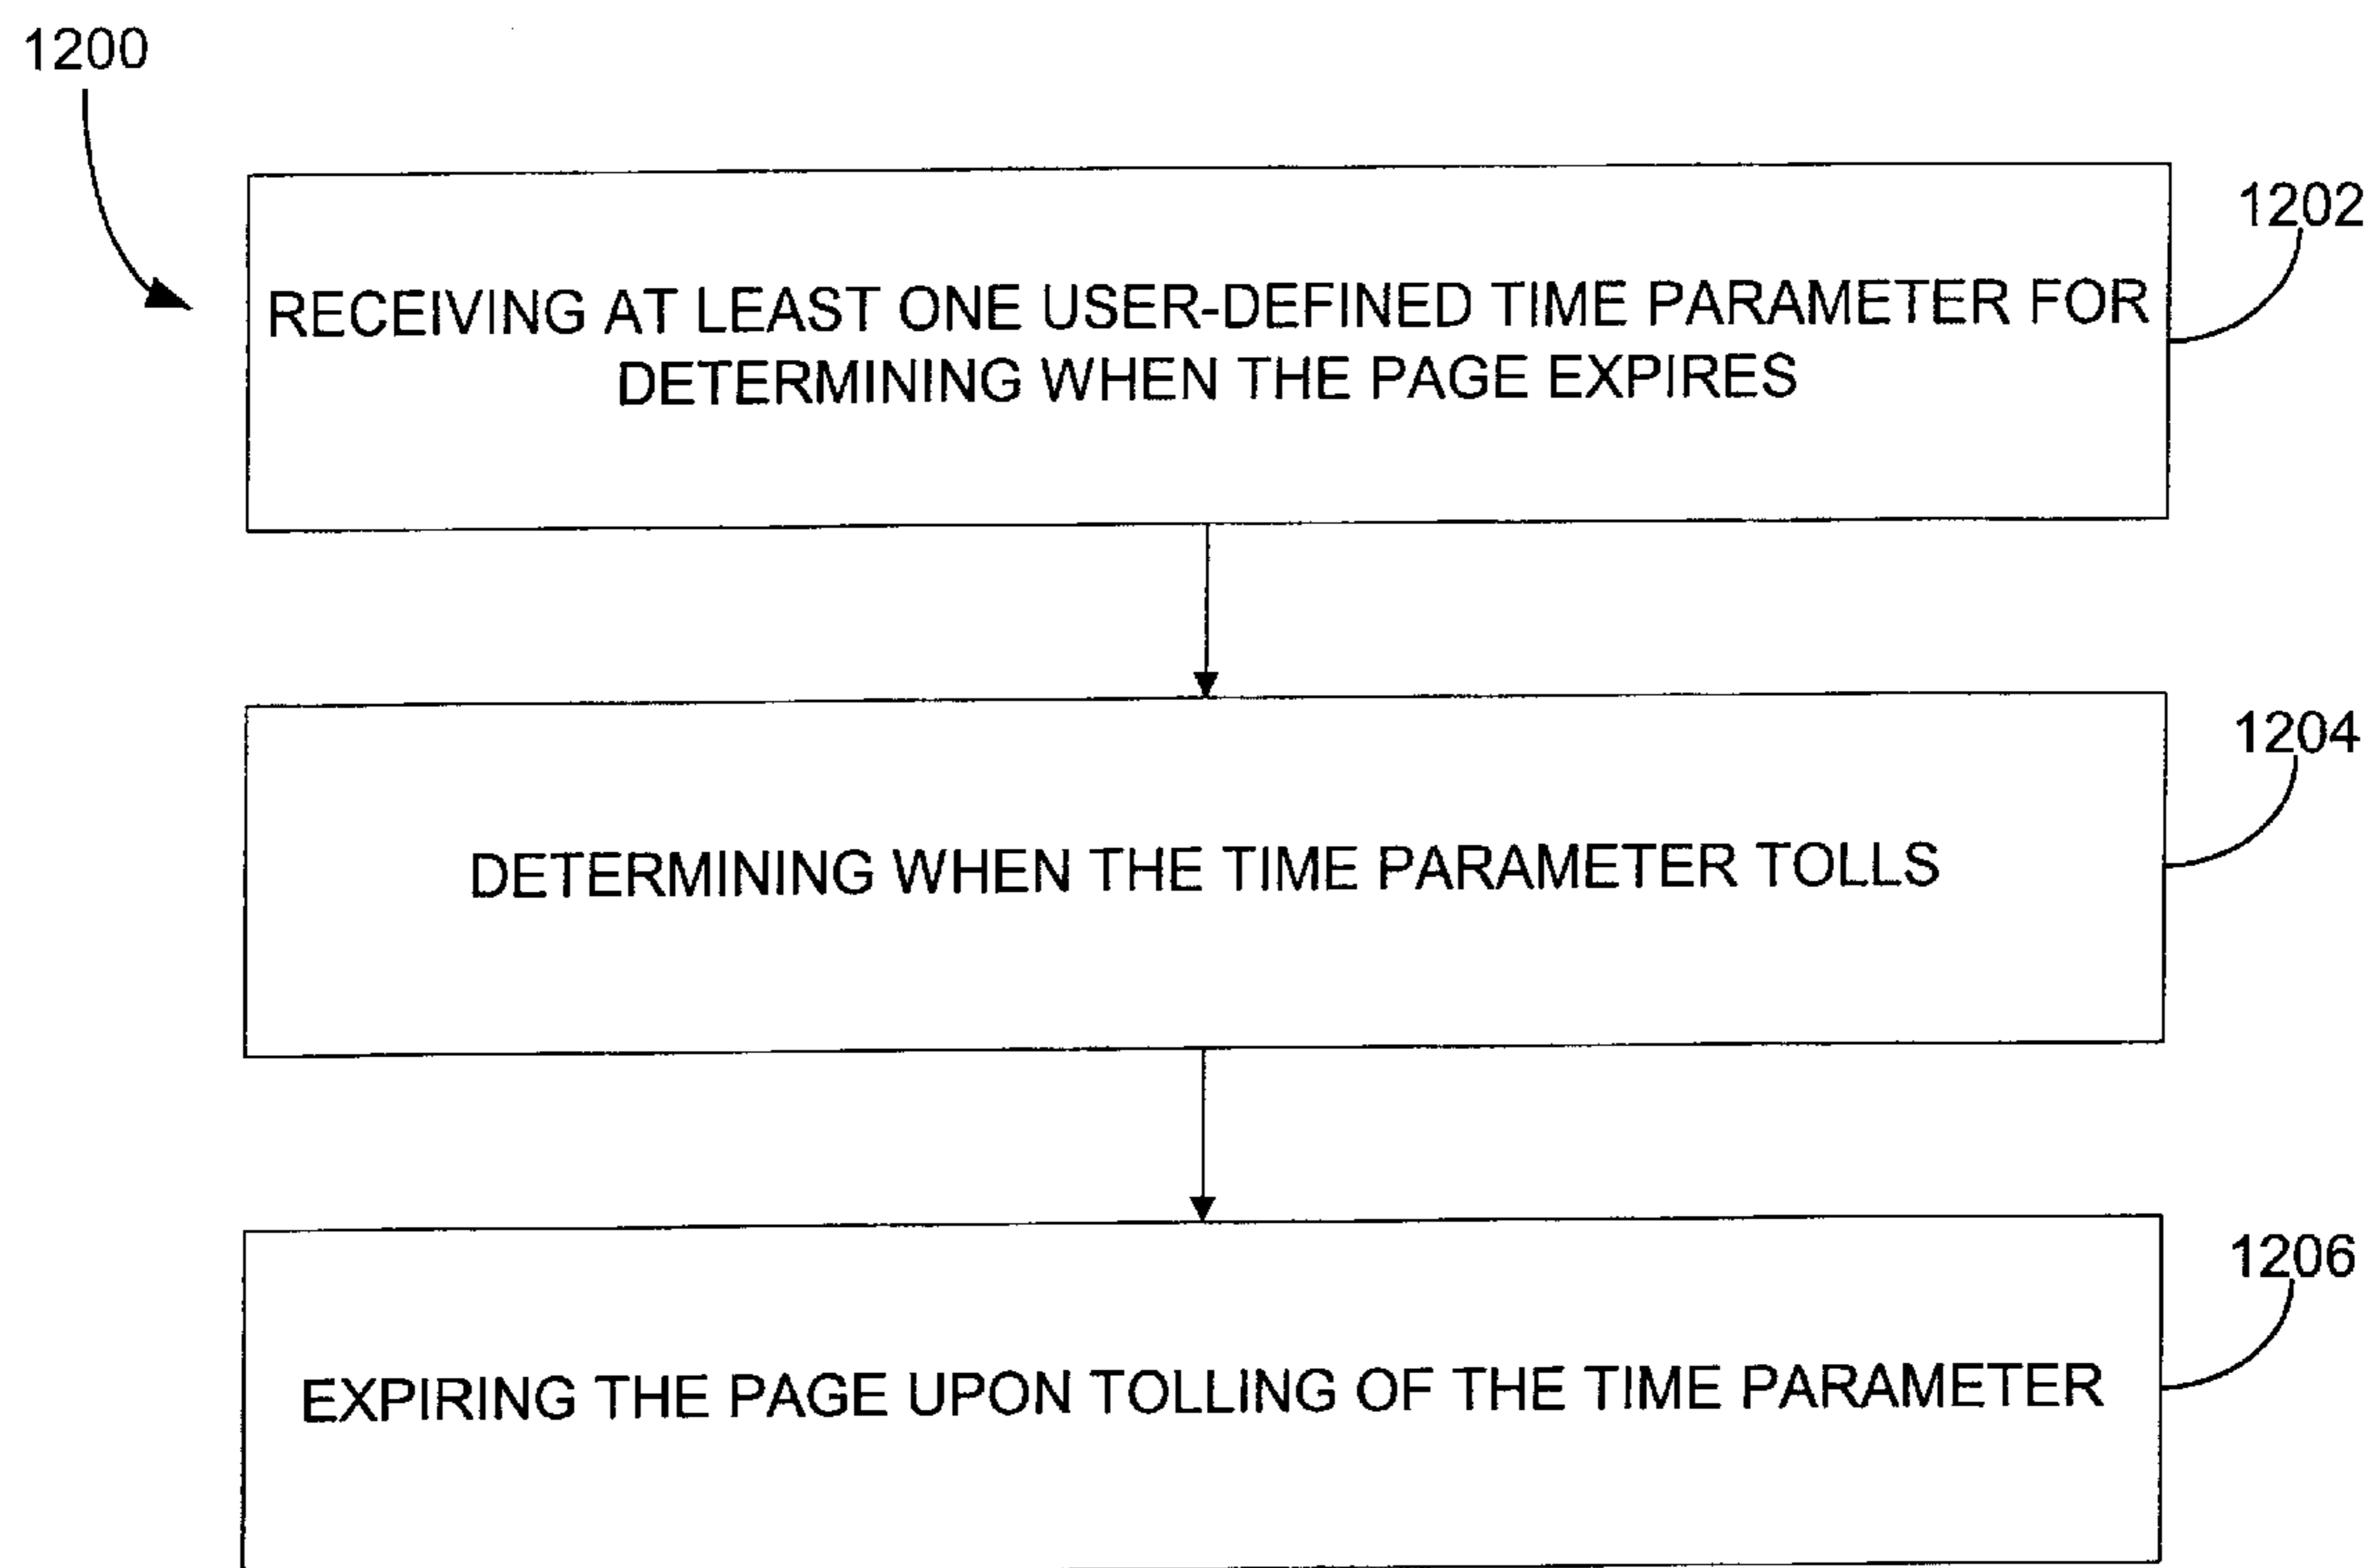 1200
1202
RECEIVING AT LEAST ONE USER-DEFINED TIME PARAMETER FOR
DETERMINING WHEN THE PAGE EXPIRES
1204
DETERMINING WHEN THE TIME PARAMETER TOLLS
1206
EXPIRING THE PAGE UPON TOLLING OF THE TIME PARAMETER